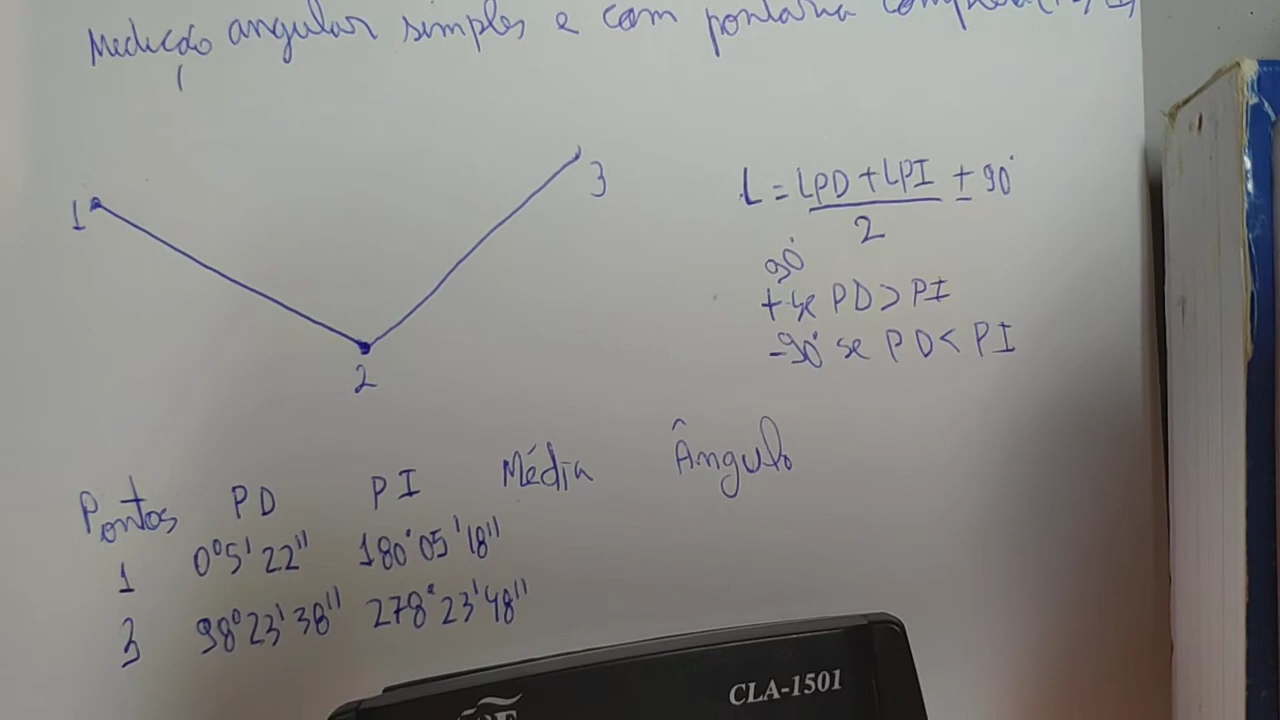 Medição angular simples e com pontaria
1
3
2
L = LPD + LPI ± 90°
2
90°
+ se PD > PI
-90° se PD < PI
Pontos PD PI Média Ângulo
1 0°5'22" 180°05'18"
3 98°23'38" 278°23'48"
CLA-1501